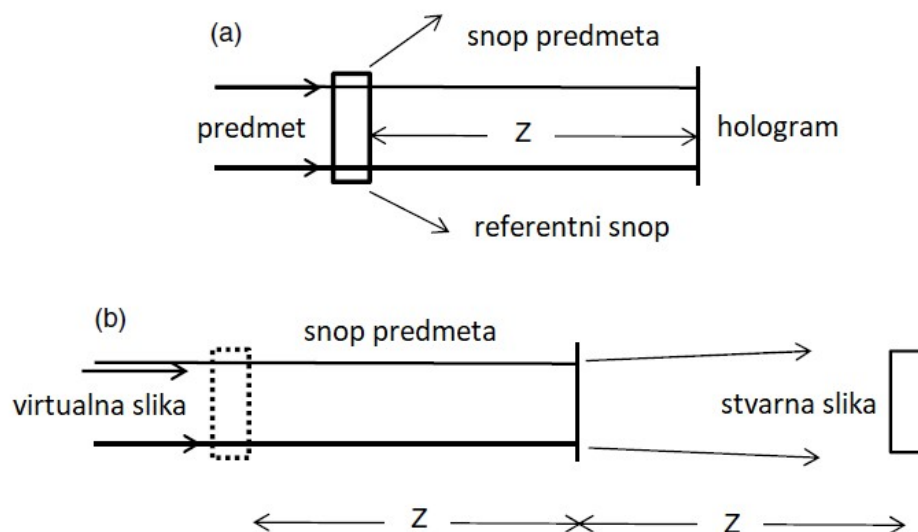 (a)
snop predmeta
predmet
Z
hologram
referentni snop
(b)
snop predmeta
virtualna slika
stvarna slika
Z
Z